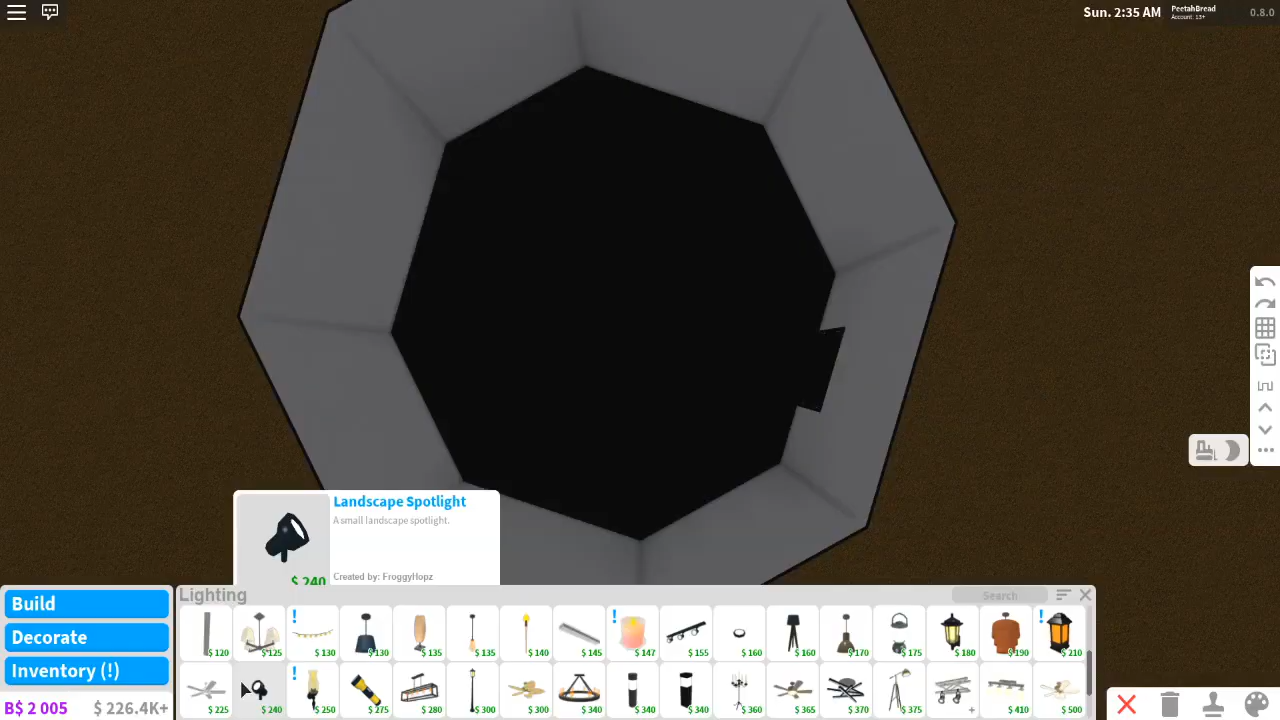 Sun. 2:35 AM
PeetahBread
Account: 13+
0.8.0
Landscape Spotlight
A small landscape spotlight.
Created by: FroggyHopz
$ 240
Build
Decorate
Inventory (!)
B$ 2 005
$ 226.4K+
Lighting
Search
$ 120
$ 125
! $ 130
$ 130
$ 135
$ 135
$ 140
$ 145
! $ 147
$ 155
$ 160
$ 160
$ 170
$ 175
$ 180
$ 190
! $ 210
$ 225
$ 240
! $ 250
$ 275
$ 280
$ 300
$ 300
$ 340
$ 340
$ 340
$ 360
$ 365
$ 370
$ 375
+
$ 410
$ 500